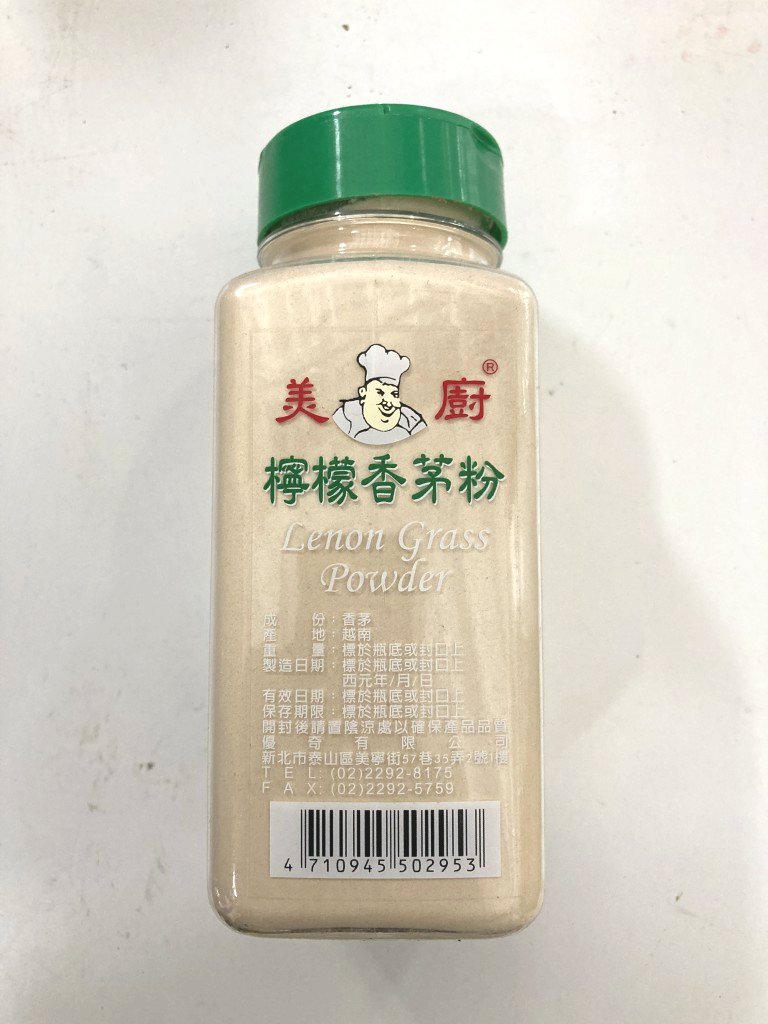 美 廚®
檸檬香茅粉
Lenon Grass
Powder
成份：香茅
產地：越南
重量：標於瓶底或封口上
製造日期：標於瓶底或封口上
西元年/月/日
有效日期：標於瓶底或封口上
保存期限：標於瓶底或封口上
開封後請置陰涼處以確保產品品質
優奇有限公司
新北市泰山區美寧街57巷35弄2號1樓
TEL:(02)2292-8175
FAX:(02)2292-5759
4 710945 502953